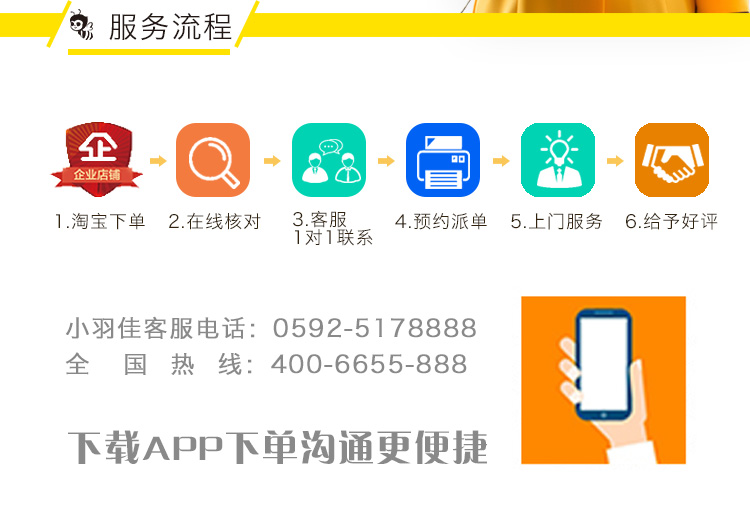 服务流程
企
企业店铺
1.淘宝下单
2.在线核对
3.客服
1对1联系
4.预约派单
5.上门服务
6.给予好评
小羽佳客服电话：0592-5178888
全国热线：400-6655-888
下载APP下单沟通更便捷